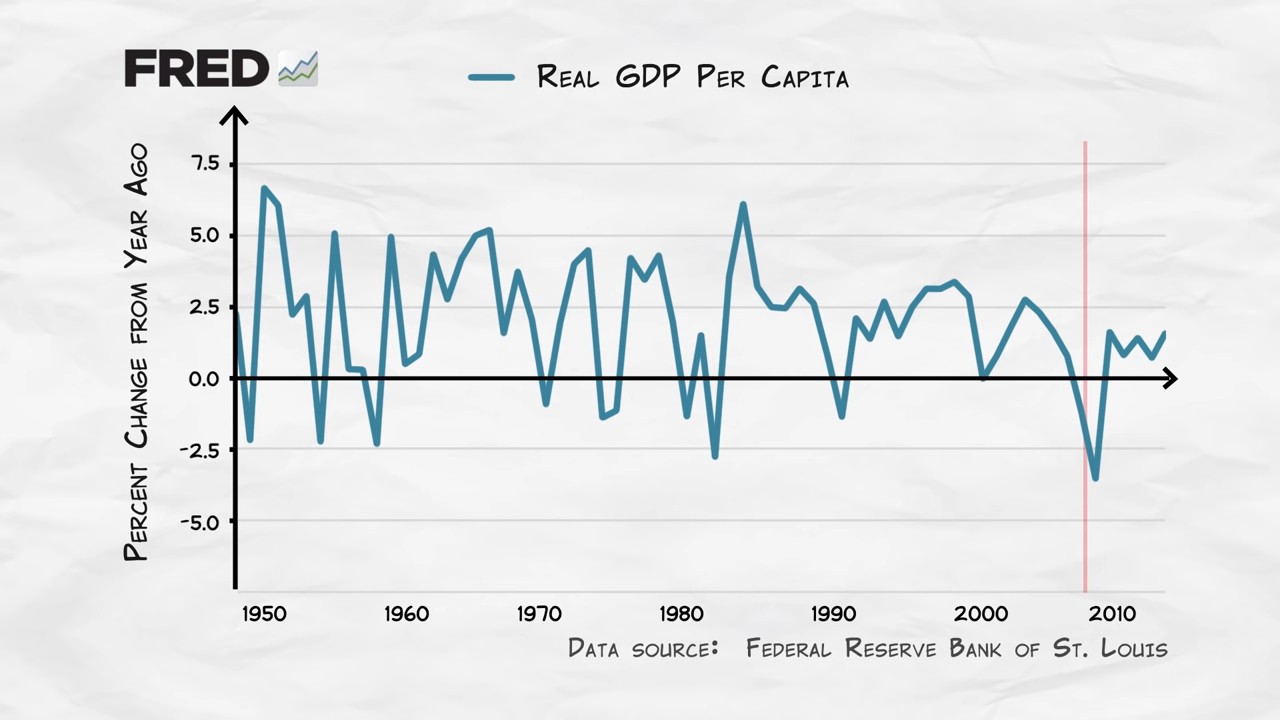 FRED
Real GDP Per Capita
Percent Change from Year Ago
7.5
5.0
2.5
0.0
-2.5
-5.0
1950 1960 1970 1980 1990 2000 2010
Data source: Federal Reserve Bank of St. Louis